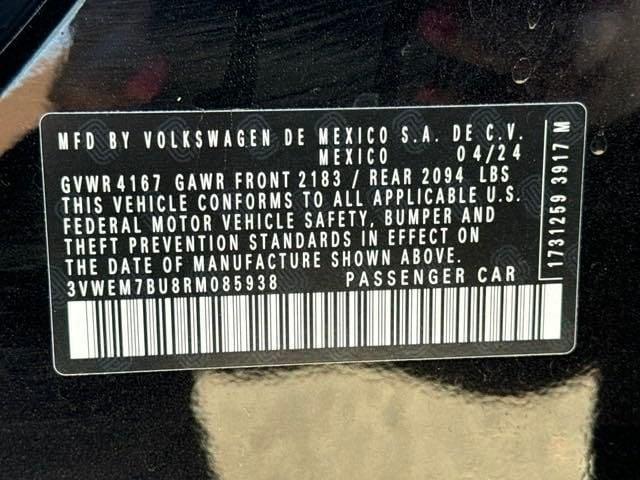 MFD BY VOLKSWAGEN DE MEXICO S.A. DE C.V.
MEXICO 04/24
GVWR 4167 GAWR FRONT 2183 / REAR 2094 LBS
THIS VEHICLE CONFORMS TO ALL APPLICABLE U.S.
FEDERAL MOTOR VEHICLE SAFETY, BUMPER AND
THEFT PREVENTION STANDARDS IN EFFECT ON
THE DATE OF MANUFACTURE SHOWN ABOVE.
3VWEM7BU8RM085938 PASSENGER CAR
1731259 3917 M